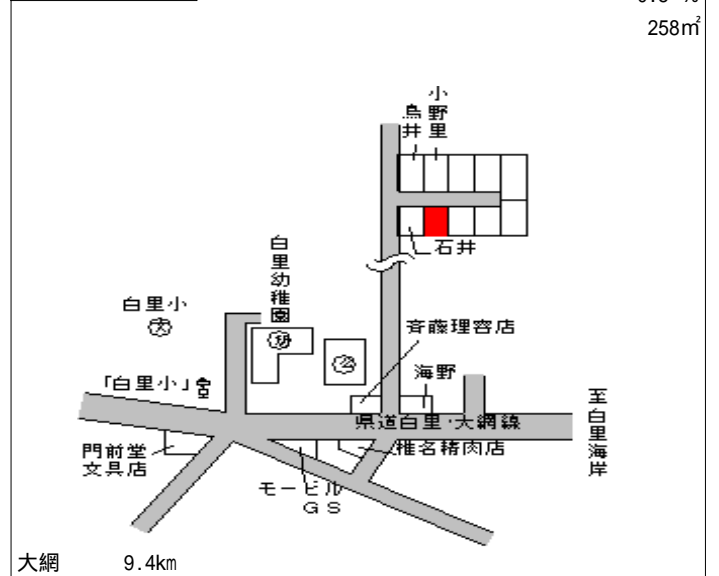 258㎡
小野里
鳥井
石井
白里幼稚園
白里小
文
幼
斉藤理容店
海野
「白里小」
県道白里・大網線
至白里海岸
門前堂
文具店
椎名精肉店
モービル
GS
大網 9.4km